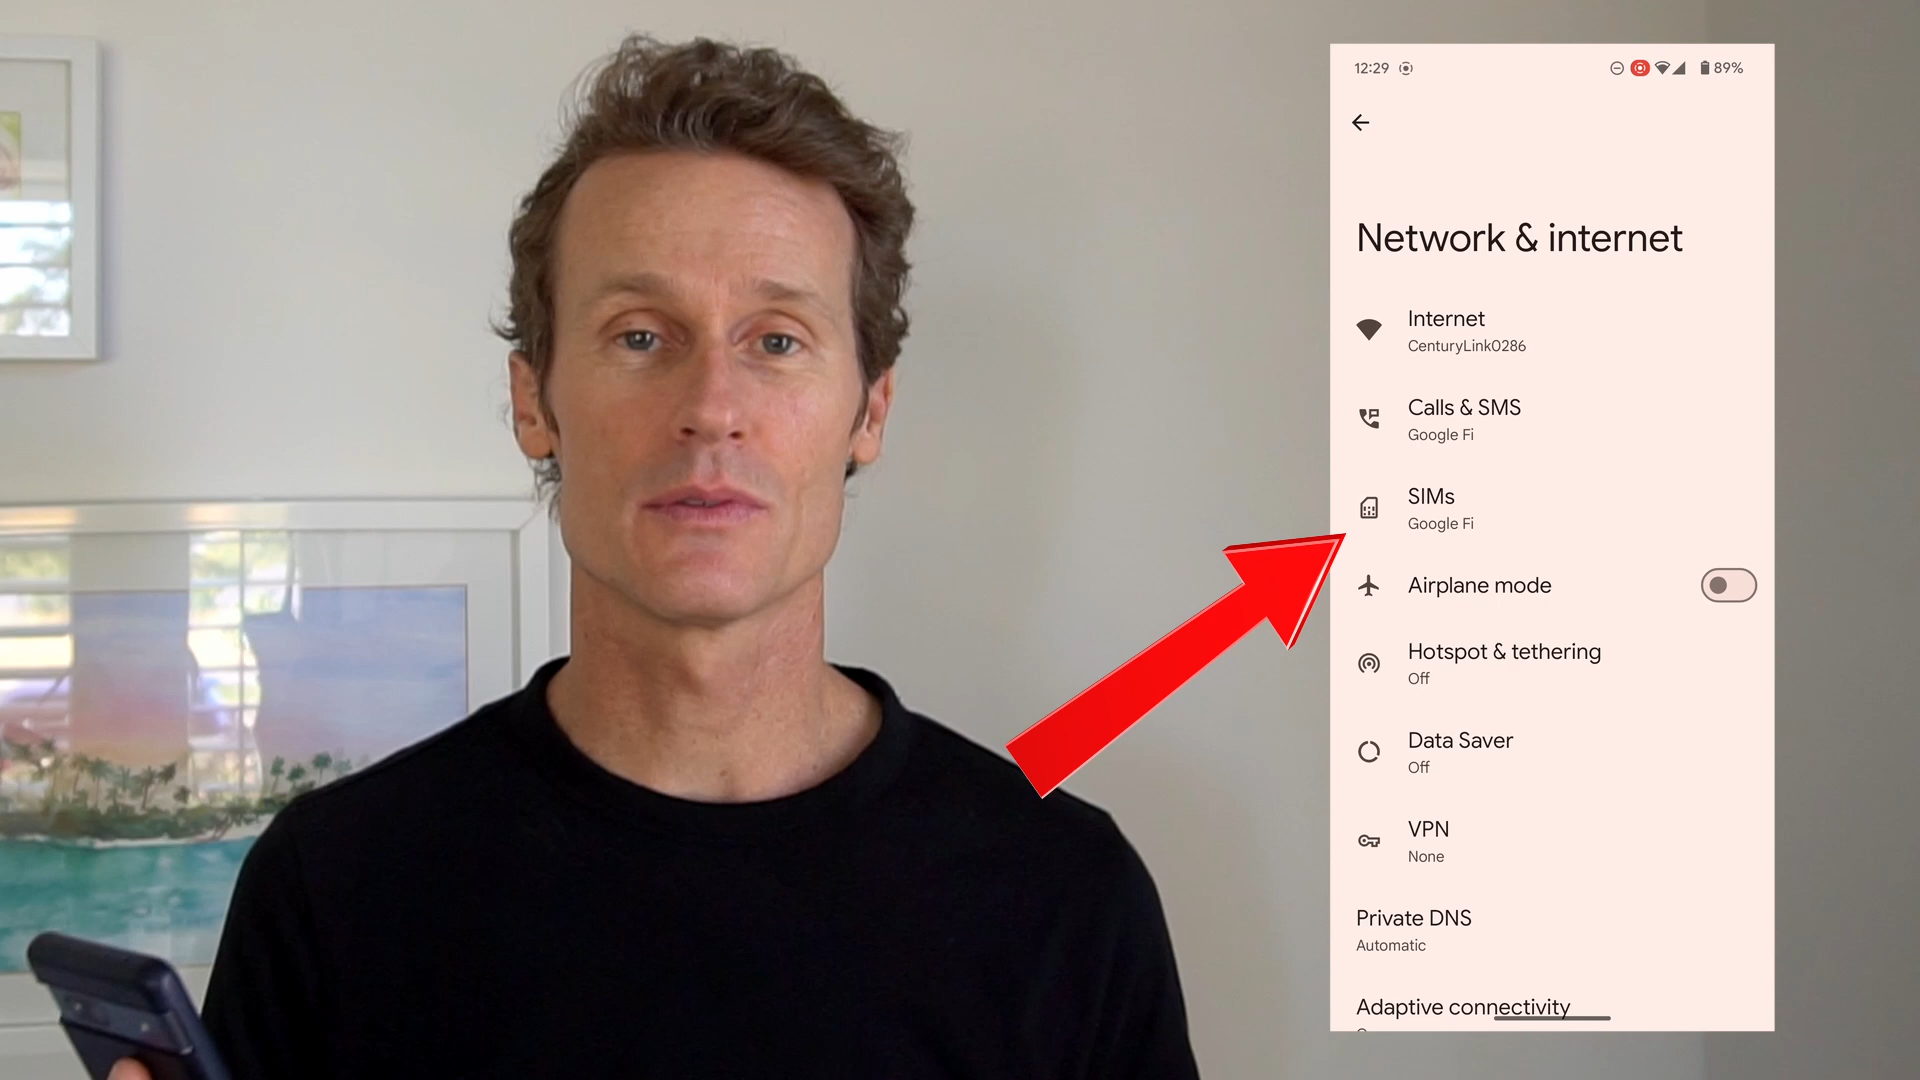 12:29 89%
Network & internet
Internet
CenturyLink0286
Calls & SMS
Google Fi
SIMs
Google Fi
Airplane mode
Hotspot & tethering
Off
Data Saver
Off
VPN
None
Private DNS
Automatic
Adaptive connectivity